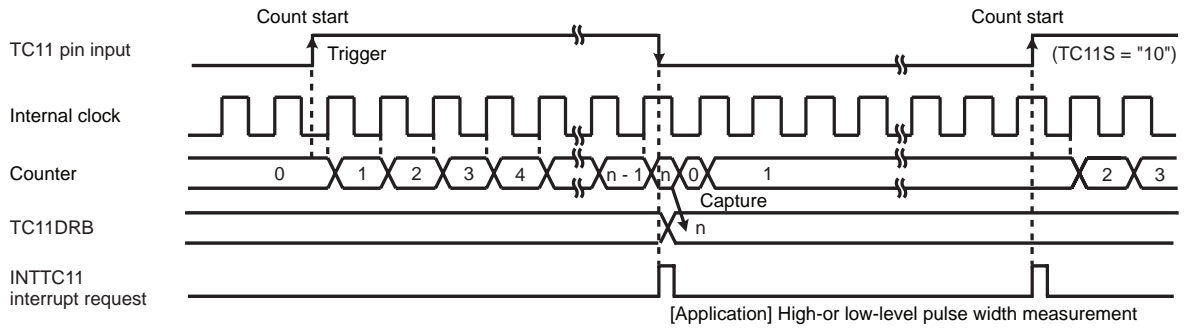 Count start Count start
TC11 pin input Trigger (TC11S = "10")
Internal clock
Counter 0 1 2 3 4 n - 1 n 0 1 2 3
Capture
TC11DRB n
INTTC11
interrupt request
[Application] High-or low-level pulse width measurement